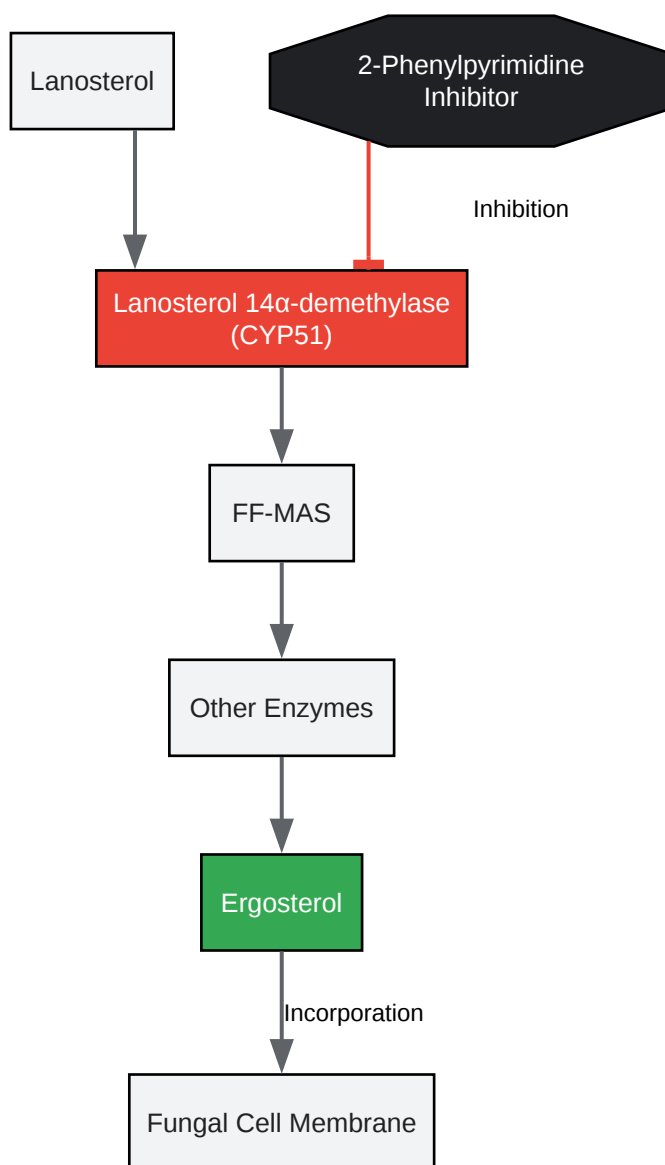 Lanosterol
2-Phenylpyrimidine
Inhibitor
Inhibition
Lanosterol 14α-demethylase
(CYP51)
FF-MAS
Other Enzymes
Ergosterol
Incorporation
Fungal Cell Membrane